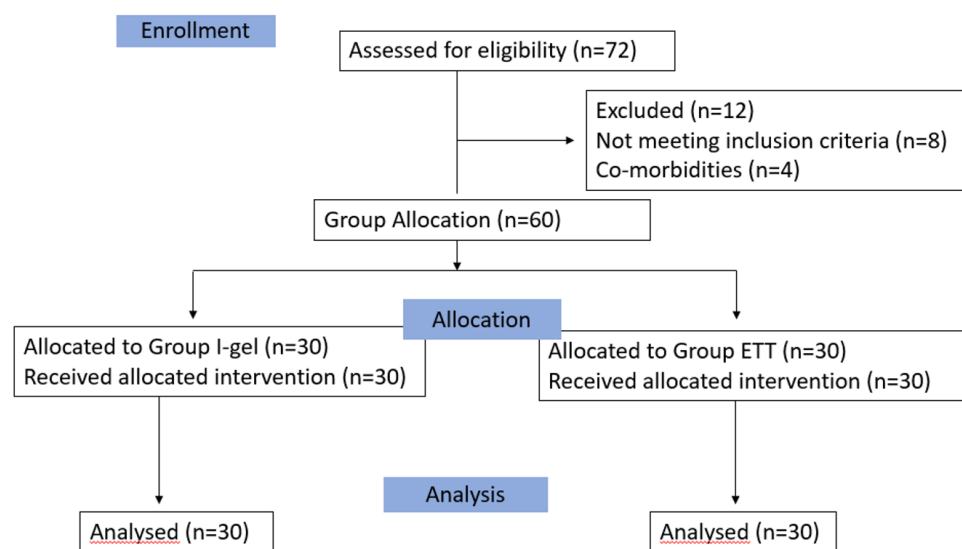 Enrollment
Assessed for eligibility (n=72)
Excluded (n=12)
Not meeting inclusion criteria (n=8)
Co-morbidities (n=4)
Group Allocation (n=60)
Allocation
Allocated to Group I-gel (n=30)
Received allocated intervention (n=30)
Allocated to Group ETT (n=30)
Received allocated intervention (n=30)
Analysis
Analysed (n=30)
Analysed (n=30)